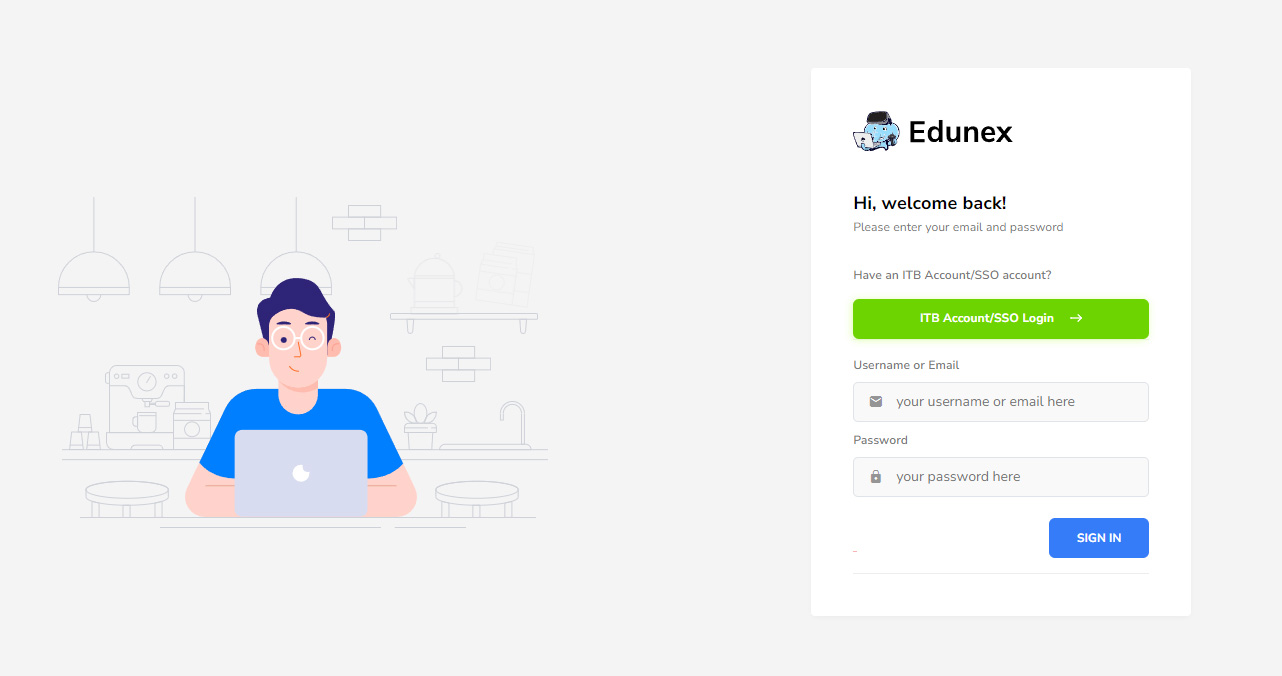 Edunex
Hi, welcome back!
Please enter your email and password
Have an ITB Account/SSO account?
ITB Account/SSO Login →
Username or Email
your username or email here
Password
your password here
SIGN IN
-